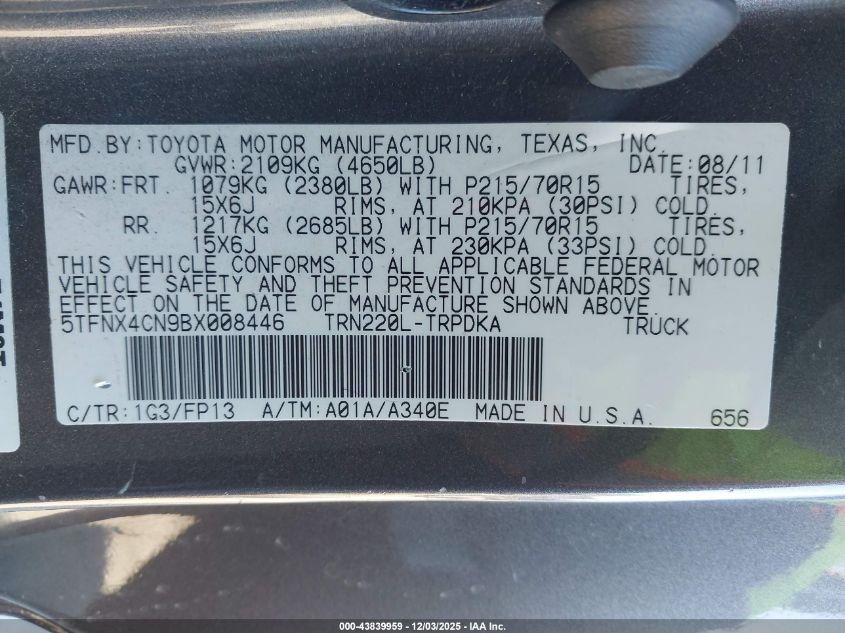 MFD.BY:TOYOTA MOTOR MANUFACTURING, TEXAS, INC.
GVWR:2109KG (4650LB) DATE:08/11
GAWR:FRT. 1079KG (2380LB) WITH P215/70R15 TIRES,
15X6J RIMS, AT 210KPA (30PSI) COLD.
RR. 1217KG (2685LB) WITH P215/70R15 TIRES,
15X6J RIMS, AT 230KPA (33PSI) COLD.
THIS VEHICLE CONFORMS TO ALL APPLICABLE FEDERAL MOTOR
VEHICLE SAFETY AND THEFT PREVENTION STANDARDS IN
EFFECT ON THE DATE OF MANUFACTURE SHOWN ABOVE.
5TFNX4CN9BX008446 TRN220L-TRPDKA TRUCK
C/TR:1G3/FP13 A/TM:A01A/A340E MADE IN U.S.A. 656
000-43839959 - 12/03/2025 - IAA Inc.